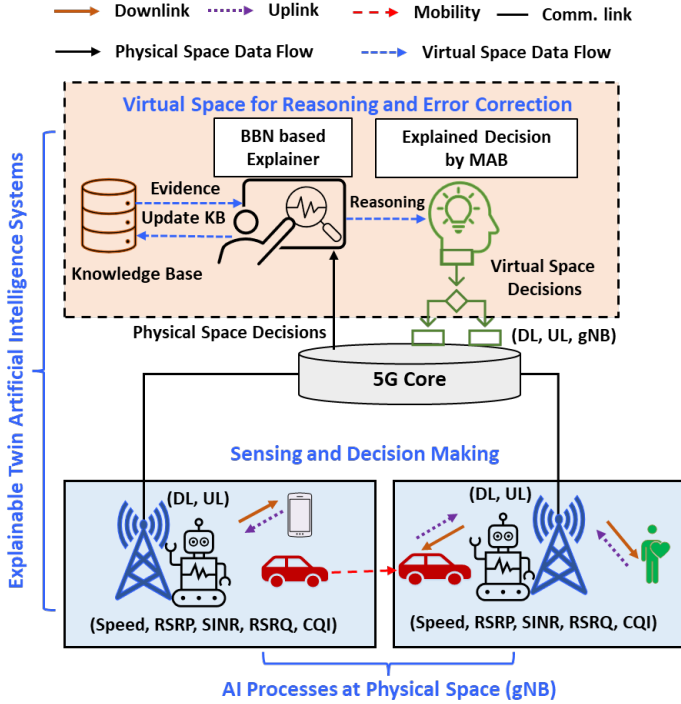 Downlink
Uplink
Mobility
Comm. link
Physical Space Data Flow
Virtual Space Data Flow
Virtual Space for Reasoning and Error Correction
BBN based
Explainer
Explained Decision
by MAB
Evidence
Update KB
Reasoning
Knowledge Base
Virtual Space
Decisions
Physical Space Decisions
(DL, UL, gNB)
5G Core
Explainable Twin Artificial Intelligence Systems
Sensing and Decision Making
(DL, UL)
(DL, UL)
(Speed, RSRP, SINR, RSRQ, CQI)
(Speed, RSRP, SINR, RSRQ, CQI)
AI Processes at Physical Space (gNB)